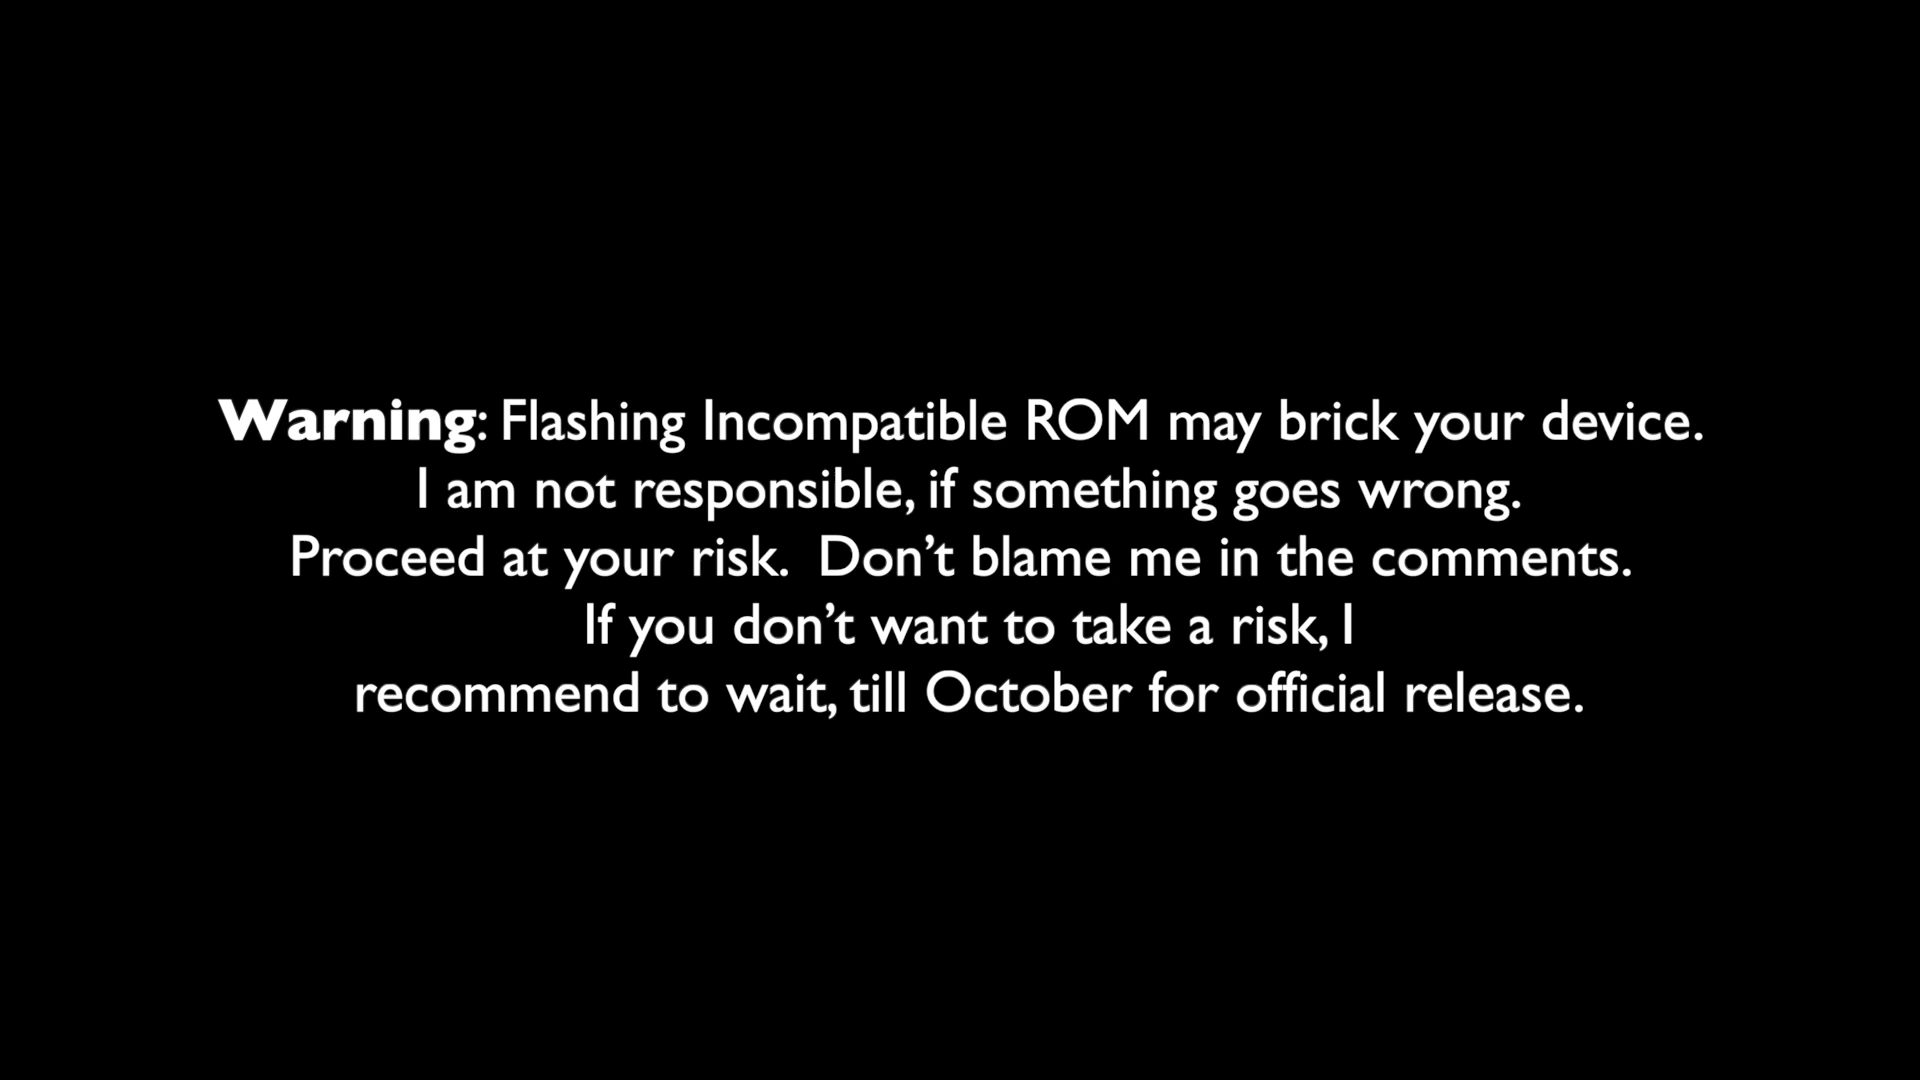 Warning: Flashing Incompatible ROM may brick your device.
I am not responsible, if something goes wrong.
Proceed at your risk.  Don’t blame me in the comments.
If you don’t want to take a risk, I
recommend to wait, till October for official release.